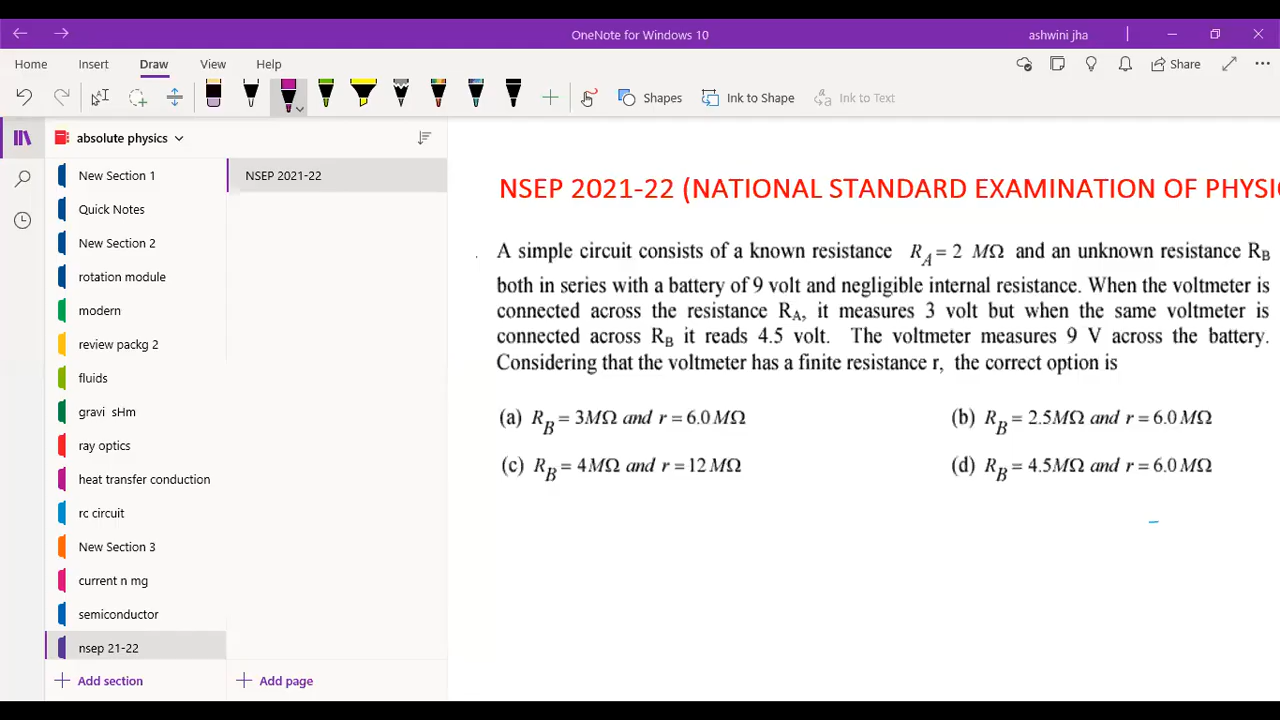 OneNote for Windows 10
ashwini jha
Home Insert Draw View Help
Share
Shapes
Ink to Shape
Ink to Text
absolute physics
New Section 1
Quick Notes
New Section 2
rotation module
modern
review packg 2
fluids
gravi sHm
ray optics
heat transfer conduction
rc circuit
New Section 3
current n mg
semiconductor
nsep 21-22
Add section
NSEP 2021-22
Add page
NSEP 2021-22 (NATIONAL STANDARD EXAMINATION OF PHYSI
A simple circuit consists of a known resistance R_A = 2 MΩ and an unknown resistance R_B
both in series with a battery of 9 volt and negligible internal resistance. When the voltmeter is
connected across the resistance R_A, it measures 3 volt but when the same voltmeter is
connected across R_B it reads 4.5 volt. The voltmeter measures 9 V across the battery.
Considering that the voltmeter has a finite resistance r, the correct option is
(a) R_B = 3MΩ and r = 6.0 MΩ (b) R_B = 2.5MΩ and r = 6.0 MΩ
(c) R_B = 4MΩ and r = 12 MΩ (d) R_B = 4.5MΩ and r = 6.0 MΩ